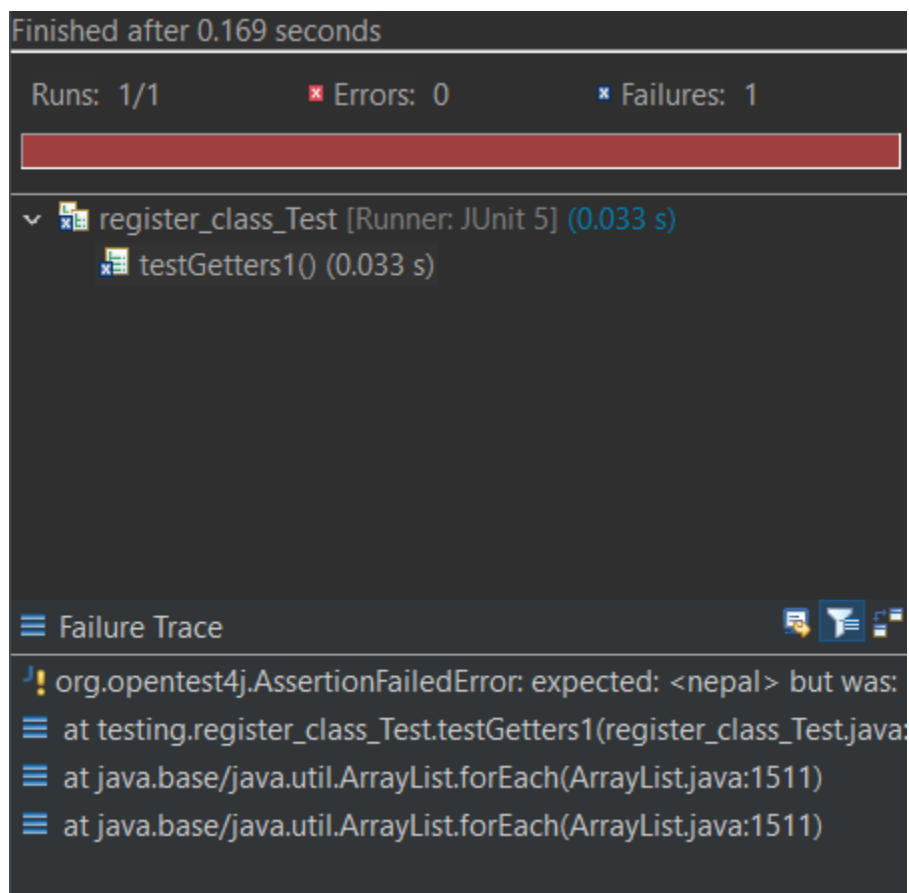 Finished after 0.169 seconds
Runs: 1/1 Errors: 0 Failures: 1
register_class_Test [Runner: JUnit 5] (0.033 s)
testGetters1() (0.033 s)
Failure Trace
org.opentest4j.AssertionFailedError: expected: <nepal> but was:
at testing.register_class_Test.testGetters1(register_class_Test.java:
at java.base/java.util.ArrayList.forEach(ArrayList.java:1511)
at java.base/java.util.ArrayList.forEach(ArrayList.java:1511)